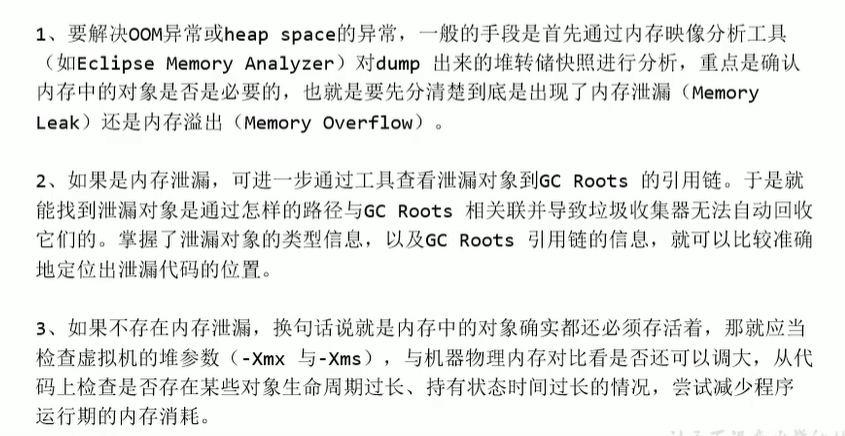 1、要解决OOM异常或heap space的异常，一般的手段是首先通过内存映像分析工具
（如Eclipse Memory Analyzer）对dump 出来的堆转储快照进行分析，重点是确认
内存中的对象是否是必要的，也就是要先分清楚到底是出现了内存泄漏（Memory
Leak）还是内存溢出（Memory Overflow）。
2、如果是内存泄漏，可进一步通过工具查看泄漏对象到GC Roots 的引用链。于是就
能找到泄漏对象是通过怎样的路径与GC Roots 相关联并导致垃圾收集器无法自动回收
它们的。掌握了泄漏对象的类型信息，以及GC Roots 引用链的信息，就可以比较准确
地定位出泄漏代码的位置。
3、如果不存在内存泄漏，换句话说就是内存中的对象确实都还必须存活着，那就应当
检查虚拟机的堆参数（-Xmx 与-Xms），与机器物理内存对比看是否还可以调大，从代
码上检查是否存在某些对象生命周期过长、持有状态时间过长的情况，尝试减少程序
运行期的内存消耗。